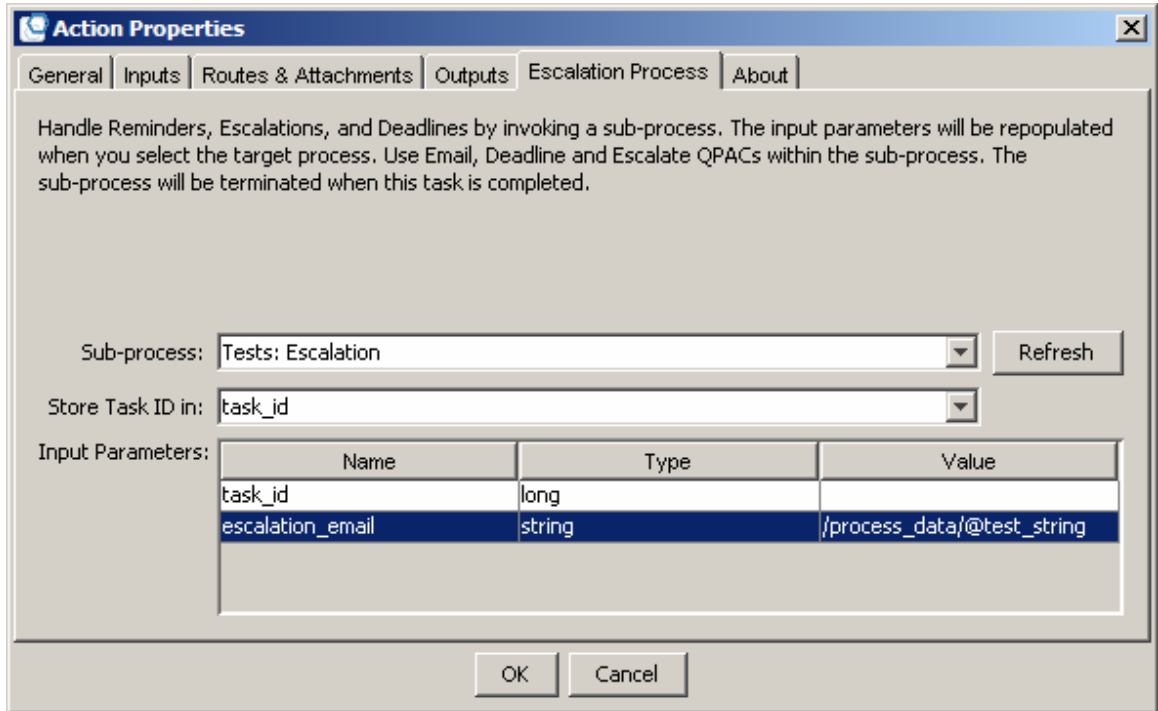 Action Properties
General Inputs Routes & Attachments Outputs Escalation Process About
Handle Reminders, Escalations, and Deadlines by invoking a sub-process. The input parameters will be repopulated
when you select the target process. Use Email, Deadline and Escalate QPACs within the sub-process. The
sub-process will be terminated when this task is completed.
Sub-process: Tests: Escalation Refresh
Store Task ID in: task_id
Input Parameters: Name Type Value
task_id long
escalation_email string /process_data/@test_string
OK Cancel